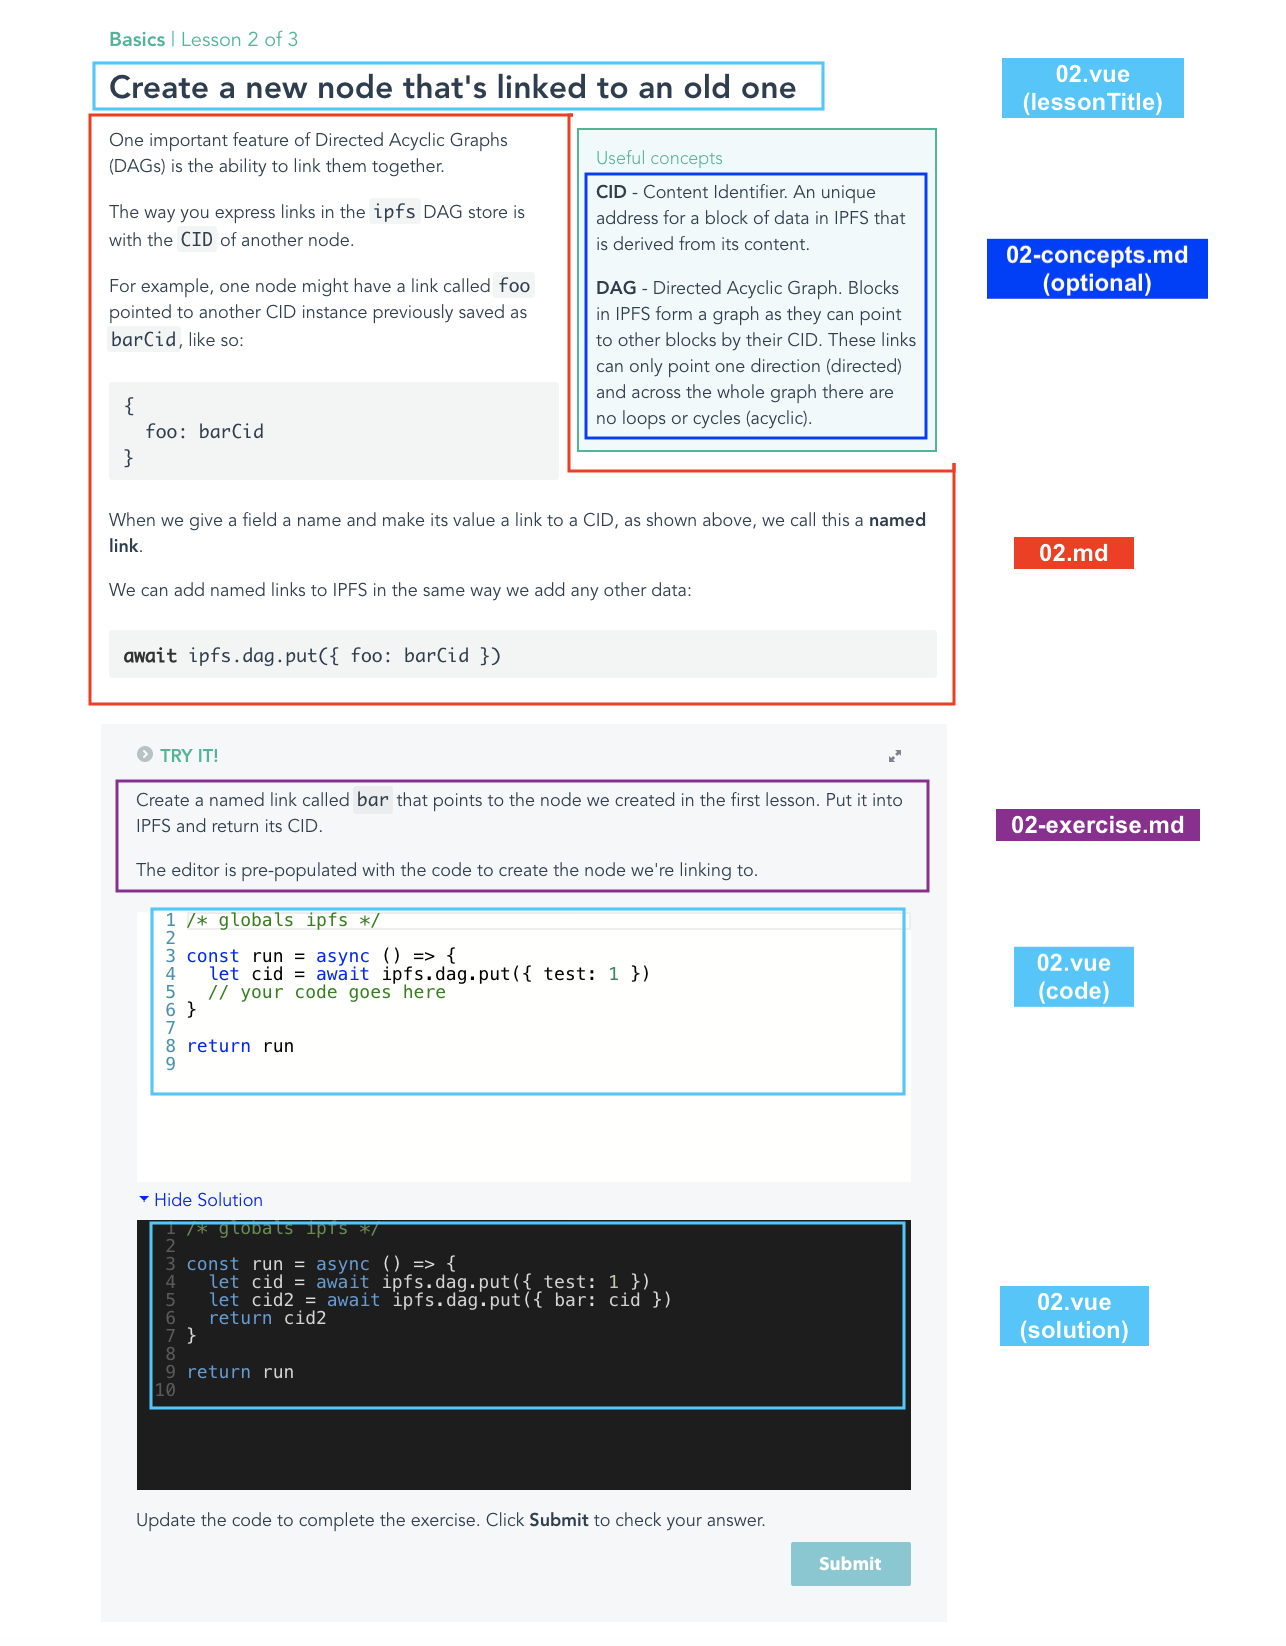 Basics | Lesson 2 of 3
Create a new node that's linked to an old one
02.vue
(lessonTitle)
One important feature of Directed Acyclic Graphs
(DAGs) is the ability to link them together.
The way you express links in the ipfs DAG store is
with the CID of another node.
For example, one node might have a link called foo
pointed to another CID instance previously saved as
barCid, like so:
{
  foo: barCid
}
Useful concepts
CID - Content Identifier. An unique
address for a block of data in IPFS that
is derived from its content.
DAG - Directed Acyclic Graph. Blocks
in IPFS form a graph as they can point
to other blocks by their CID. These links
can only point one direction (directed)
and across the whole graph there are
no loops or cycles (acyclic).
02-concepts.md
(optional)
When we give a field a name and make its value a link to a CID, as shown above, we call this a named
link.
We can add named links to IPFS in the same way we add any other data:
await ipfs.dag.put({ foo: barCid })
02.md
TRY IT!
Create a named link called bar that points to the node we created in the first lesson. Put it into
IPFS and return its CID.
The editor is pre-populated with the code to create the node we're linking to.
02-exercise.md
1 /* globals ipfs */
2
3 const run = async () => {
4   let cid = await ipfs.dag.put({ test: 1 })
5   // your code goes here
6 }
7
8 return run
9
02.vue
(code)
Hide Solution
1 /* globals ipfs */
2
3 const run = async () => {
4   let cid = await ipfs.dag.put({ test: 1 })
5   let cid2 = await ipfs.dag.put({ bar: cid })
6   return cid2
7 }
8
9 return run
10
02.vue
(solution)
Update the code to complete the exercise. Click Submit to check your answer.
Submit